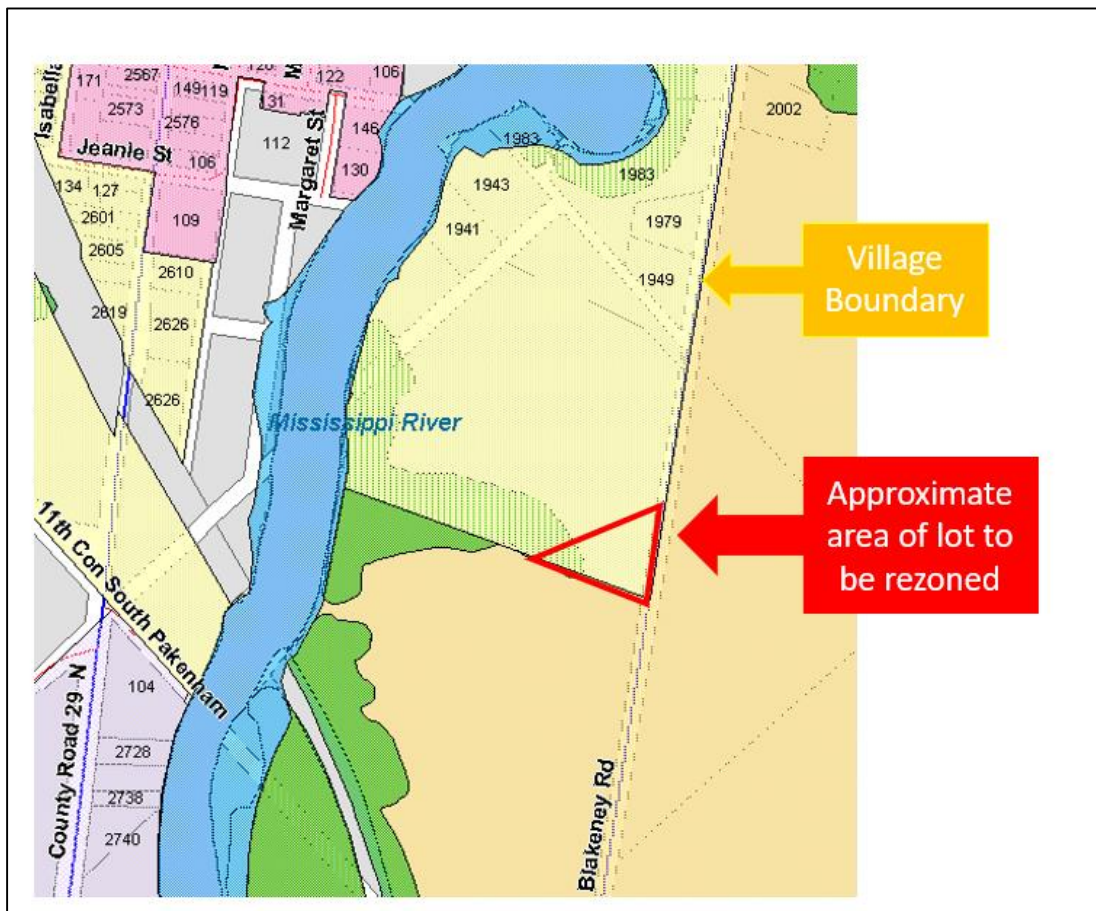 Isabella
171
2567
149
119
122
106
2573
131
2576
112
146
Jeanie St
106
130
Margaret St
134
127
2601
109
2605
2610
2619
2626
2626
1983
1983
1943
1941
1979
1949
2002
Village
Boundary
Mississippi River
Approximate
area of lot to
be rezoned
11th Con South Pakenham
County Road 29 N
104
2728
2738
2740
Blakeney Rd